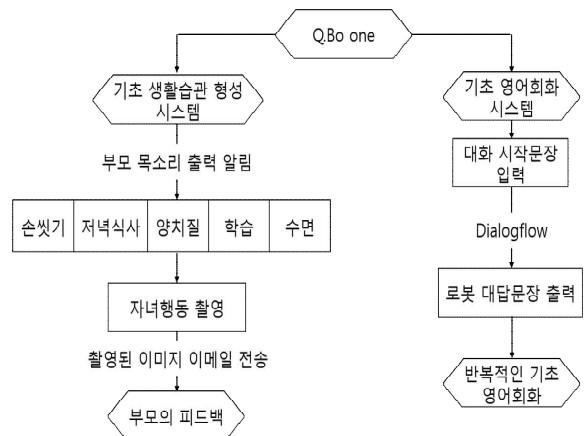 Q.Bo one
기초 생활습관 형성
시스템
부모 목소리 출력 알림
손씻기 저녁식사 양치질 학습 수면
자녀행동 촬영
촬영된 이미지 이메일 전송
부모의 피드백
기초 영어회화
시스템
대화 시작문장
입력
Dialogflow
로봇 대답문장 출력
반복적인 기초
영어회화